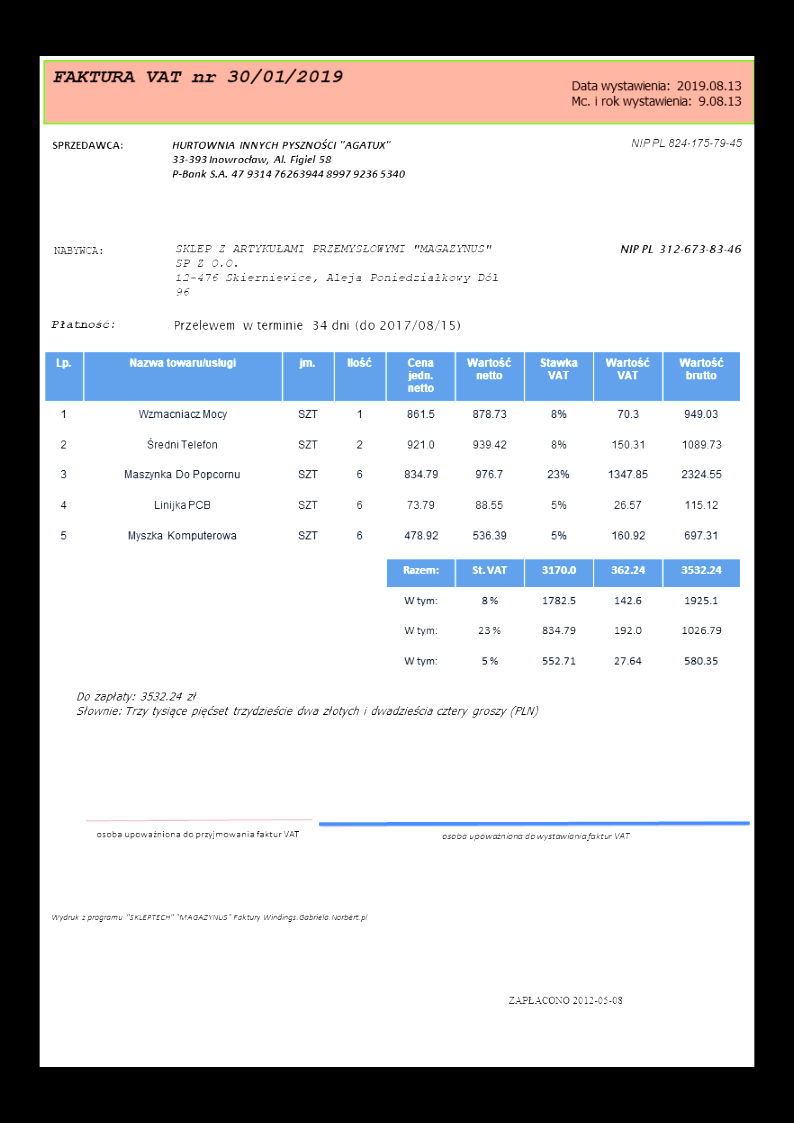 FAKTURA VAT nr 30/01/2019
Data wystawienia: 2019.08.13
Mc. i rok wystawienia: 9.08.13
SPRZEDAWCA: HURTOWNIA INNYCH PYSZNOŚCI "AGATUX" NIP PL 824-175-79-45
33-393 Inowrocław, Al. Figiel 58
P-Bank S.A. 47 9314 76263944 8997 9236 5340
NABYWCA: SKLEP Z ARTYKUŁAMI PRZEMYSŁOWYMI "MAGAZYNUS" NIP PL 312-673-83-46
SP Z O.O.
12-476 Skierniewice, Aleja Poniedziałkowy Dół
96
Płatność: Przelewem w terminie 34 dni (do 2017/08/15)
Lp. Nazwa towaru/usługi jm. Ilość Cena jedn. netto Wartość netto Stawka VAT Wartość VAT Wartość brutto
1 Wzmacniacz Mocy SZT 1 861.5 878.73 8% 70.3 949.03
2 Średni Telefon SZT 2 921.0 939.42 8% 150.31 1089.73
3 Maszynka Do Popcornu SZT 6 834.79 976.7 23% 1347.85 2324.55
4 Linijka PCB SZT 6 73.79 88.55 5% 26.57 115.12
5 Myszka Komputerowa SZT 6 478.92 536.39 5% 160.92 697.31
Razem: St. VAT 3170.0 362.24 3532.24
W tym: 8% 1782.5 142.6 1925.1
W tym: 23% 834.79 192.0 1026.79
W tym: 5% 552.71 27.64 580.35
Do zapłaty: 3532.24 zł
Słownie: Trzy tysiące pięćset trzydzieście dwa złotych i dwadzieścia cztery groszy (PLN)
osoba upoważniona do przyjmowania faktur VAT
osoba upoważniona do wystawiania faktur VAT
Wydruk z programu "SKLEPTECH" "MAGAZYNUS" Faktury Windings.Gabriela.Norbert.pl
ZAPŁACONO 2012-05-08